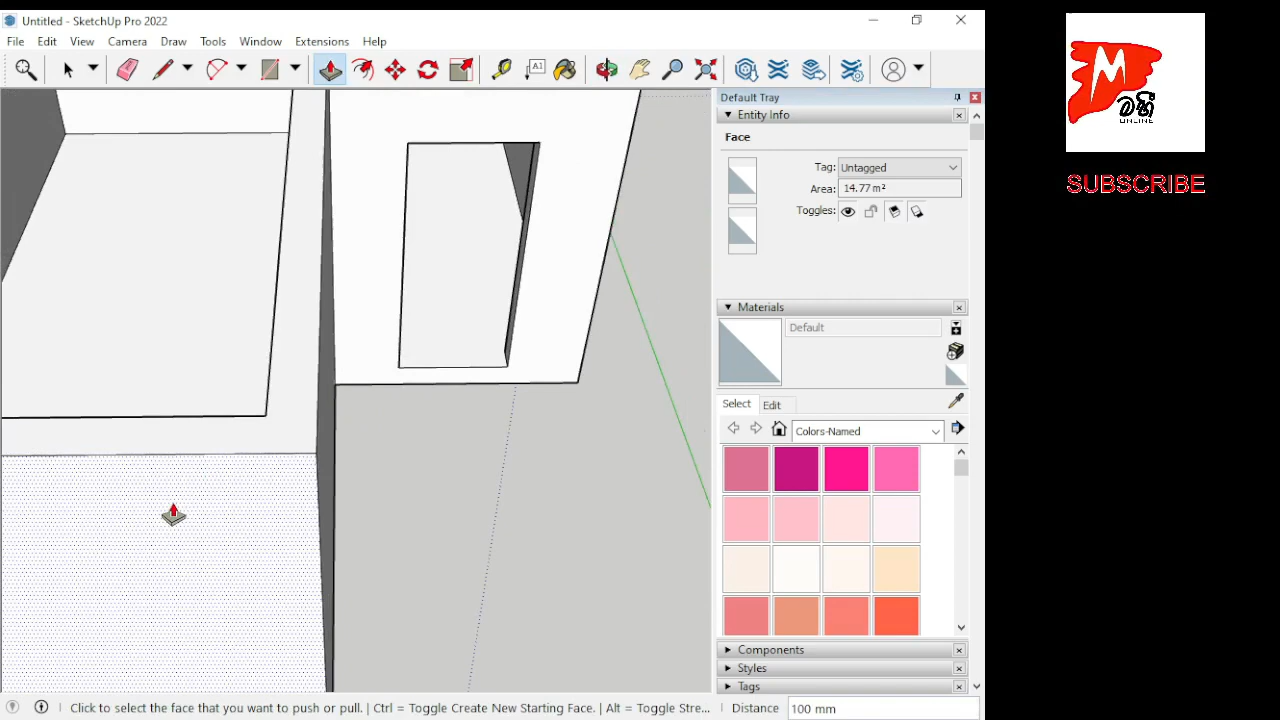 Untitled - SketchUp Pro 2022
File Edit View Camera Draw Tools Window Extensions Help
A1
Default Tray
Entity Info
Face
Tag: Untagged
Area: 14.77 m²
Toggles:
Materials
Default
Select Edit
Colors-Named
Components
Styles
Tags
Click to select the face that you want to push or pull. | Ctrl = Toggle Create New Starting Face. | Alt = Toggle Stre... Distance 100 mm
M
මහී
ONLINE
SUBSCRIBE